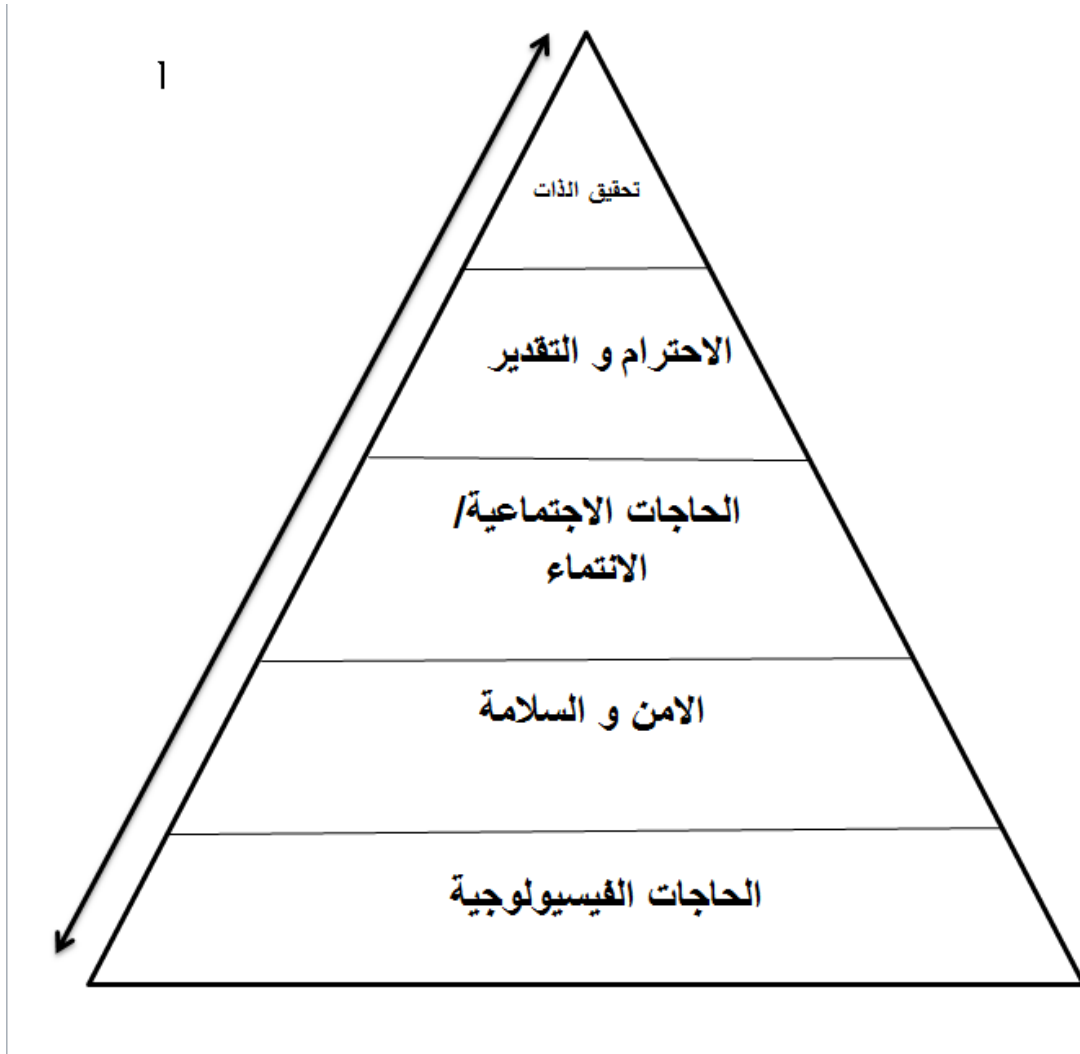 ا
تحقيق الذات
الاحترام و التقدير
الحاجات الاجتماعية/
الانتماء
الامن و السلامة
الحاجات الفيسيولوجية